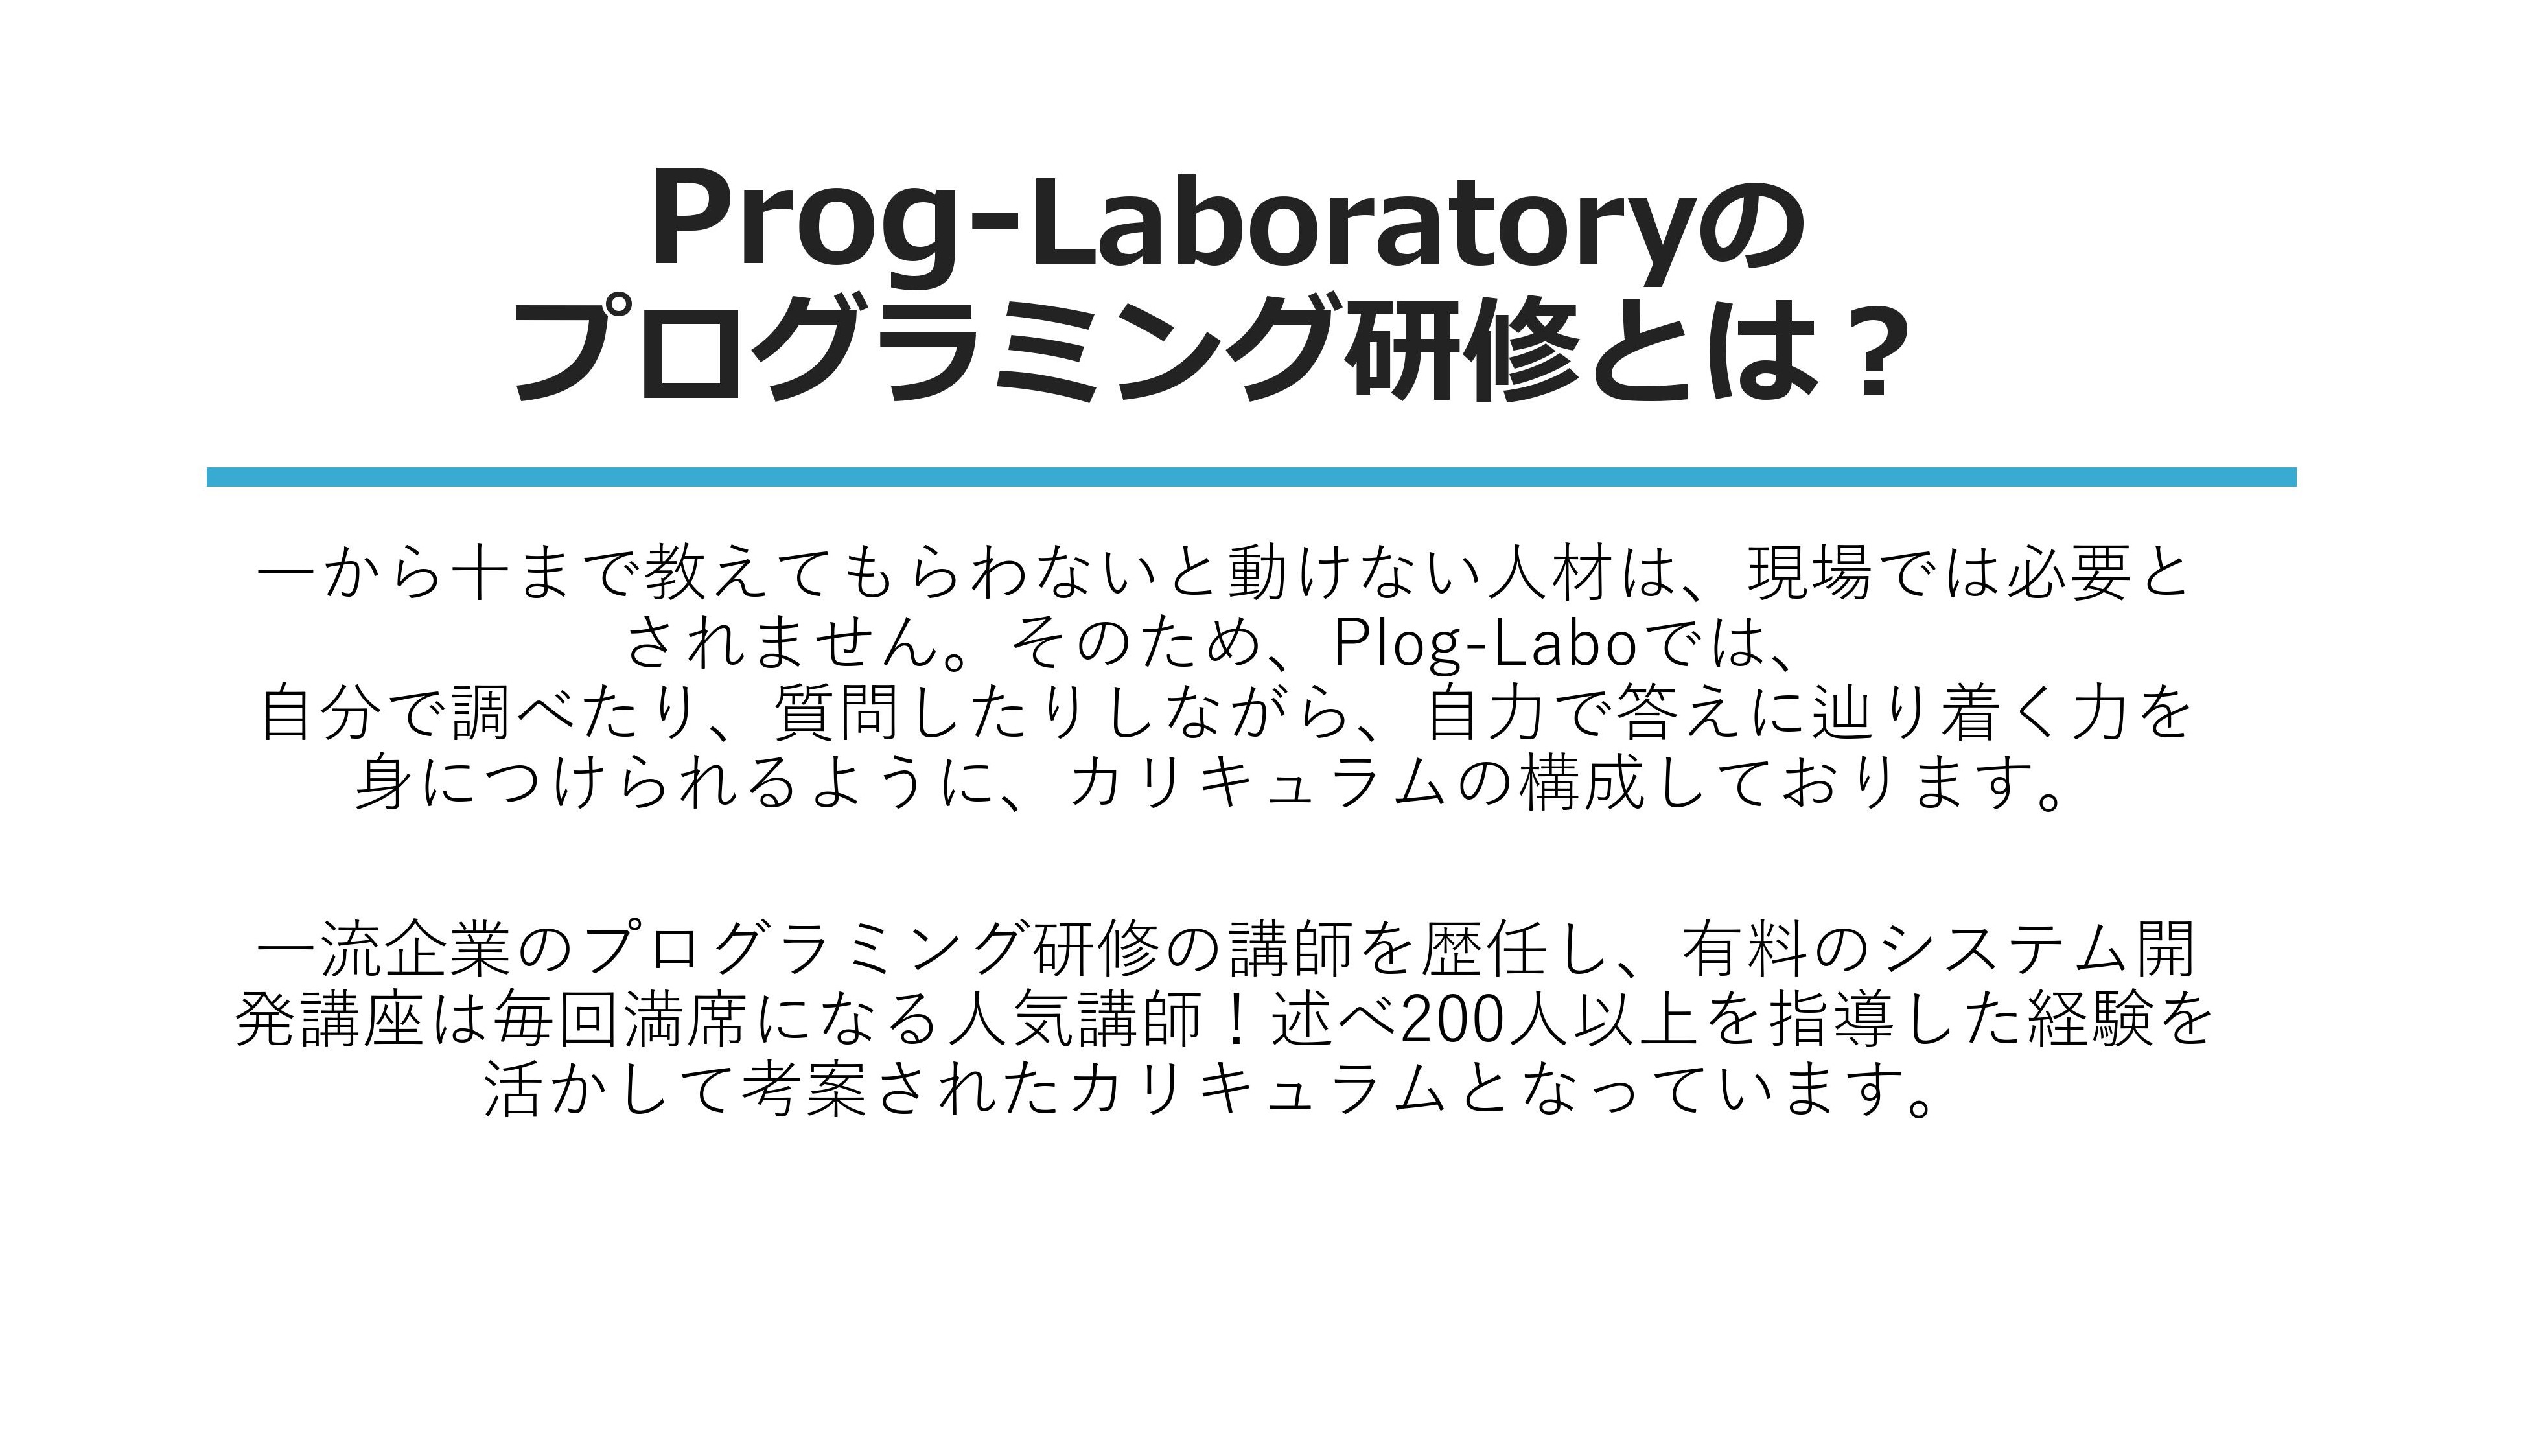 Prog-Laboratoryの
プログラミング研修とは？
一から十まで教えてもらわないと動けない人材は、現場では必要と
されません。そのため、Plog-Laboでは、
自分で調べたり、質問したりしながら、自力で答えに辿り着く力を
身につけられるように、カリキュラムの構成しております。
一流企業のプログラミング研修の講師を歴任し、有料のシステム開
発講座は毎回満席になる人気講師！述べ200人以上を指導した経験を
活かして考案されたカリキュラムとなっています。